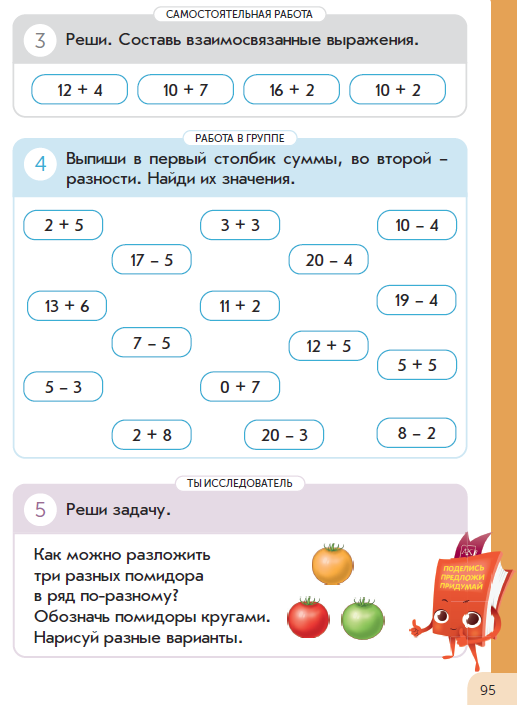 САМОСТОЯТЕЛЬНАЯ РАБОТА
3 Реши. Составь взаимосвязанные выражения.
12 + 4 10 + 7 16 + 2 10 + 2
РАБОТА В ГРУППЕ
4 Выпиши в первый столбик суммы, во второй –
разности. Найди их значения.
2 + 5 3 + 3 10 – 4
17 – 5 20 – 4
13 + 6 11 + 2 19 – 4
7 – 5 12 + 5
5 + 5
5 – 3 0 + 7
2 + 8 20 – 3 8 – 2
ТЫ ИССЛЕДОВАТЕЛЬ
5 Реши задачу.
Как можно разложить
три разных помидора
в ряд по-разному?
Обозначь помидоры кругами.
Нарисуй разные варианты.
ПОДЕЛИСЬ
ПРЕДЛОЖИ
ПРИДУМАЙ
95